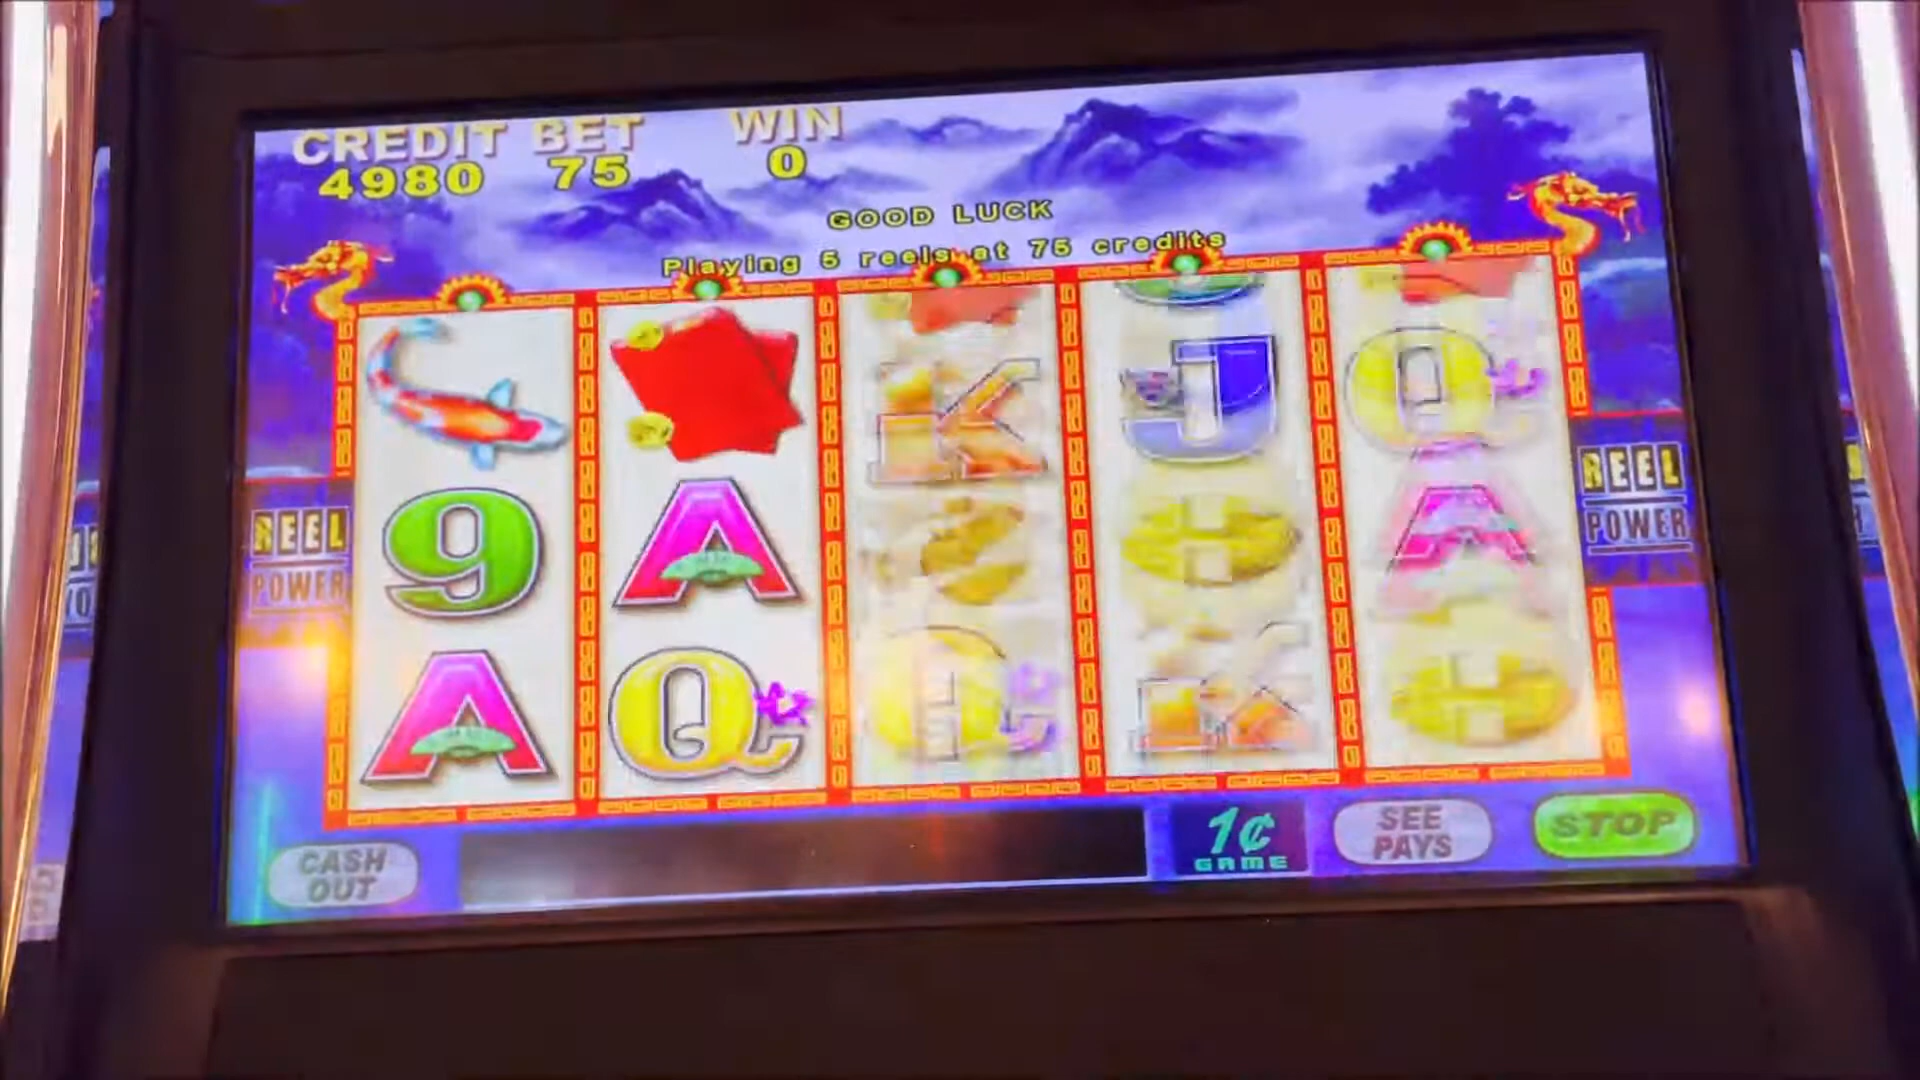 CREDIT BET WIN
4980 75 0
GOOD LUCK
Playing 5 reels at 75 credits
K
J
Q
REEL
POWER
REEL
POWER
9
A
A
A
Q
K
CASH
OUT
1¢
GAME
SEE
PAYS
STOP